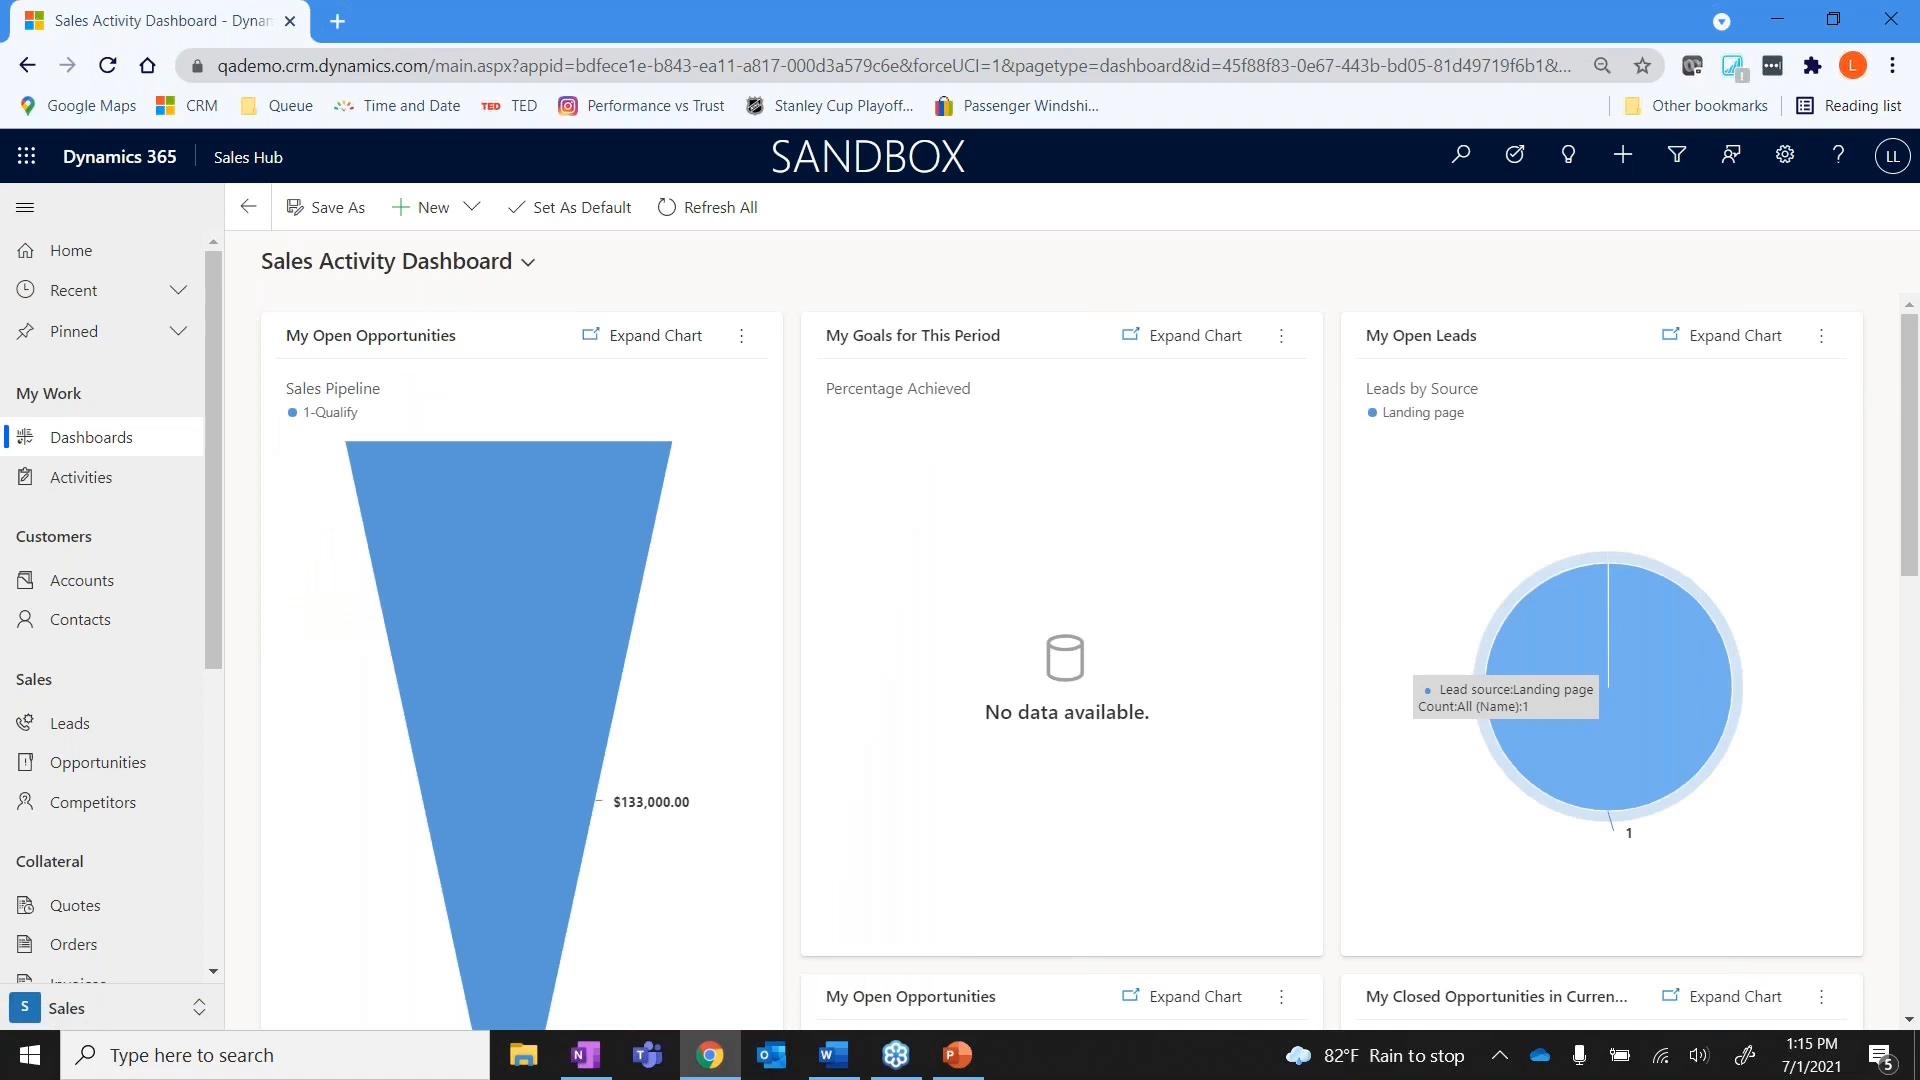 Sales Activity Dashboard - Dynam
qademo.crm.dynamics.com/main.aspx?appid=bdfece1e-b843-ea11-a817-000d3a579c6e&forceUCI=1&pagetype=dashboard&id=45f88f83-0e67-443b-bd05-81d49719f6b1&...
L
Google Maps
CRM
Queue
Time and Date
TED TED
Performance vs Trust
Stanley Cup Playoff...
Passenger Windshi...
Other bookmarks
Reading list
Dynamics 365
Sales Hub
SANDBOX
LL
Save As
New
Set As Default
Refresh All
Home
Recent
Pinned
My Work
Dashboards
Activities
Customers
Accounts
Contacts
Sales
Leads
Opportunities
Competitors
Collateral
Quotes
Orders
Invoices
S Sales
Sales Activity Dashboard
My Open Opportunities
Expand Chart
Sales Pipeline
1-Qualify
$133,000.00
My Goals for This Period
Expand Chart
Percentage Achieved
No data available.
My Open Leads
Expand Chart
Leads by Source
Landing page
Lead source:Landing page
Count:All (Name):1
1
My Open Opportunities
Expand Chart
My Closed Opportunities in Curren...
Expand Chart
Type here to search
82°F Rain to stop
1:15 PM
7/1/2021
5